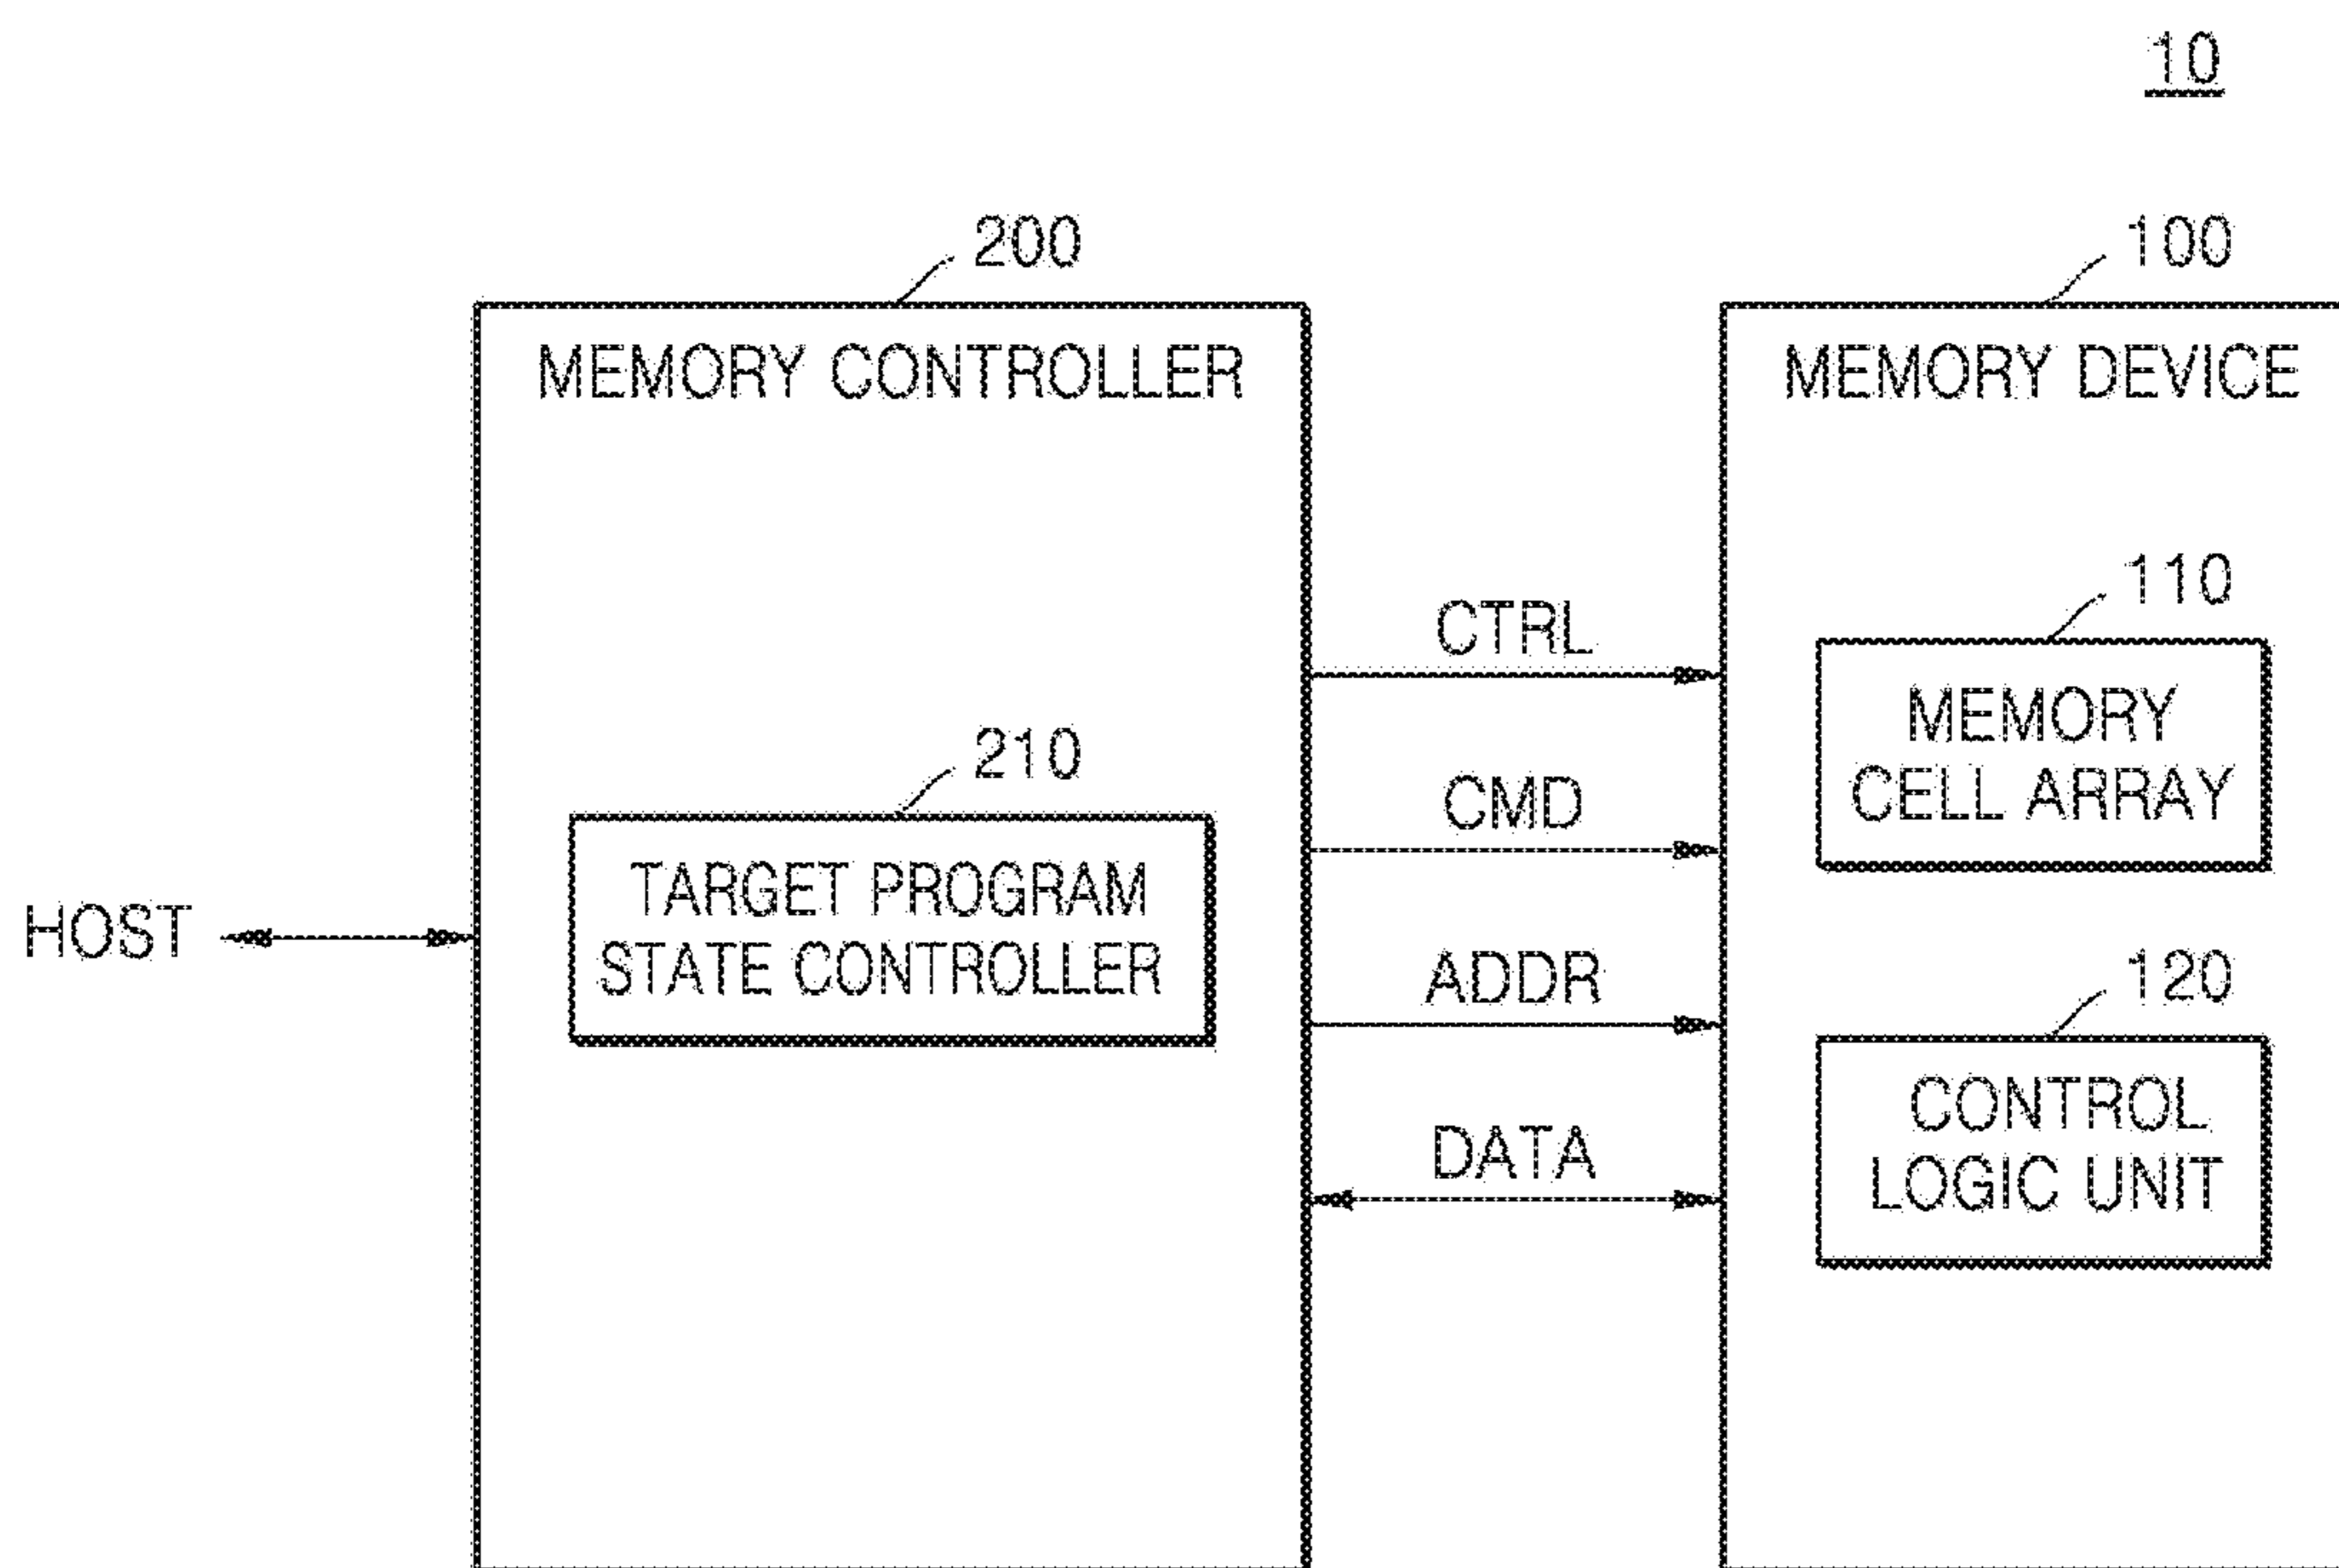 10
200
100
MEMORY CONTROLLER
MEMORY DEVICE
110
CTRL
MEMORY
CELL ARRAY
210
CMD
TARGET PROGRAM
STATE CONTROLLER
HOST
ADDR
120
CONTROL
LOGIC UNIT
DATA